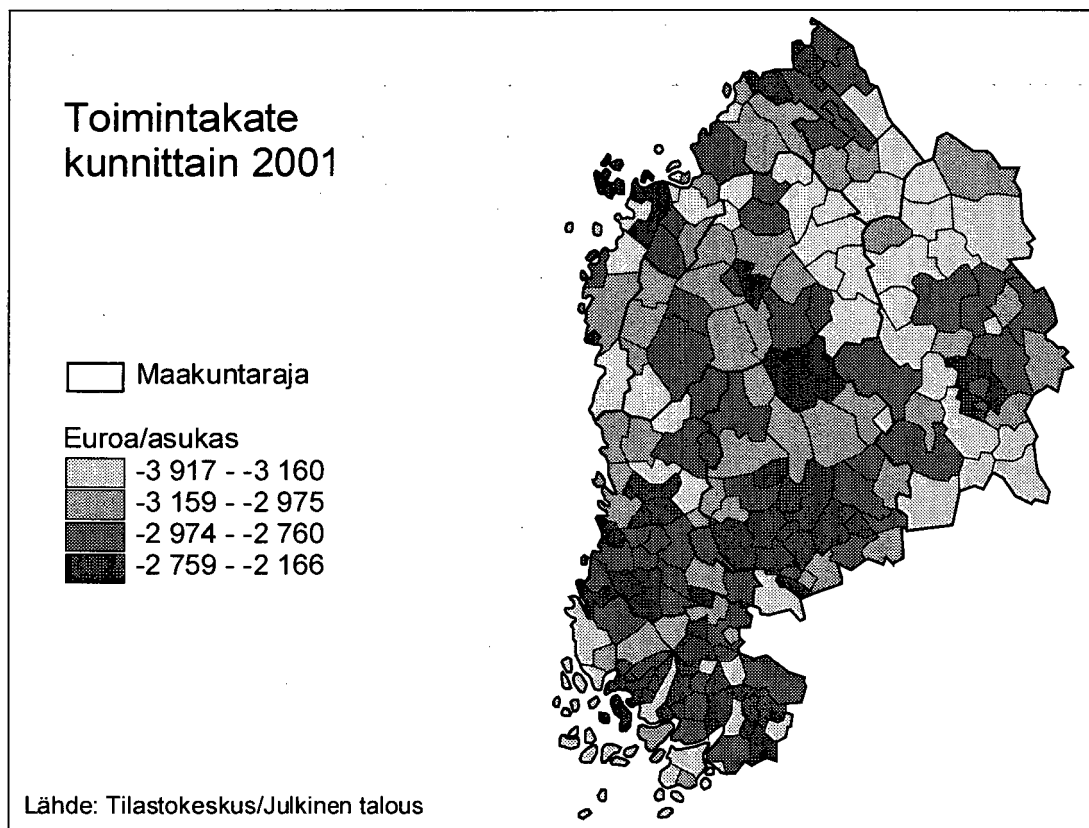 Toimintakate
kunnittain 2001
Maakuntaraja
Euroa/asukas
-3 917 - -3 160
-3 159 - -2 975
-2 974 - -2 760
-2 759 - -2 166
Lähde: Tilastokeskus/Julkinen talous